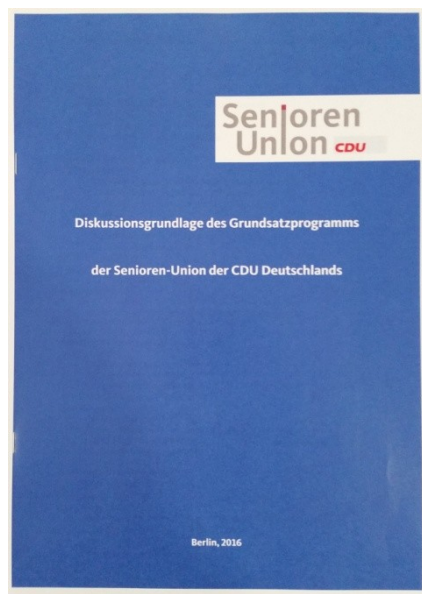 Senioren
Union CDU
Diskussionsgrundlage des Grundsatzprogramms
der Senioren-Union der CDU Deutschlands
Berlin, 2016